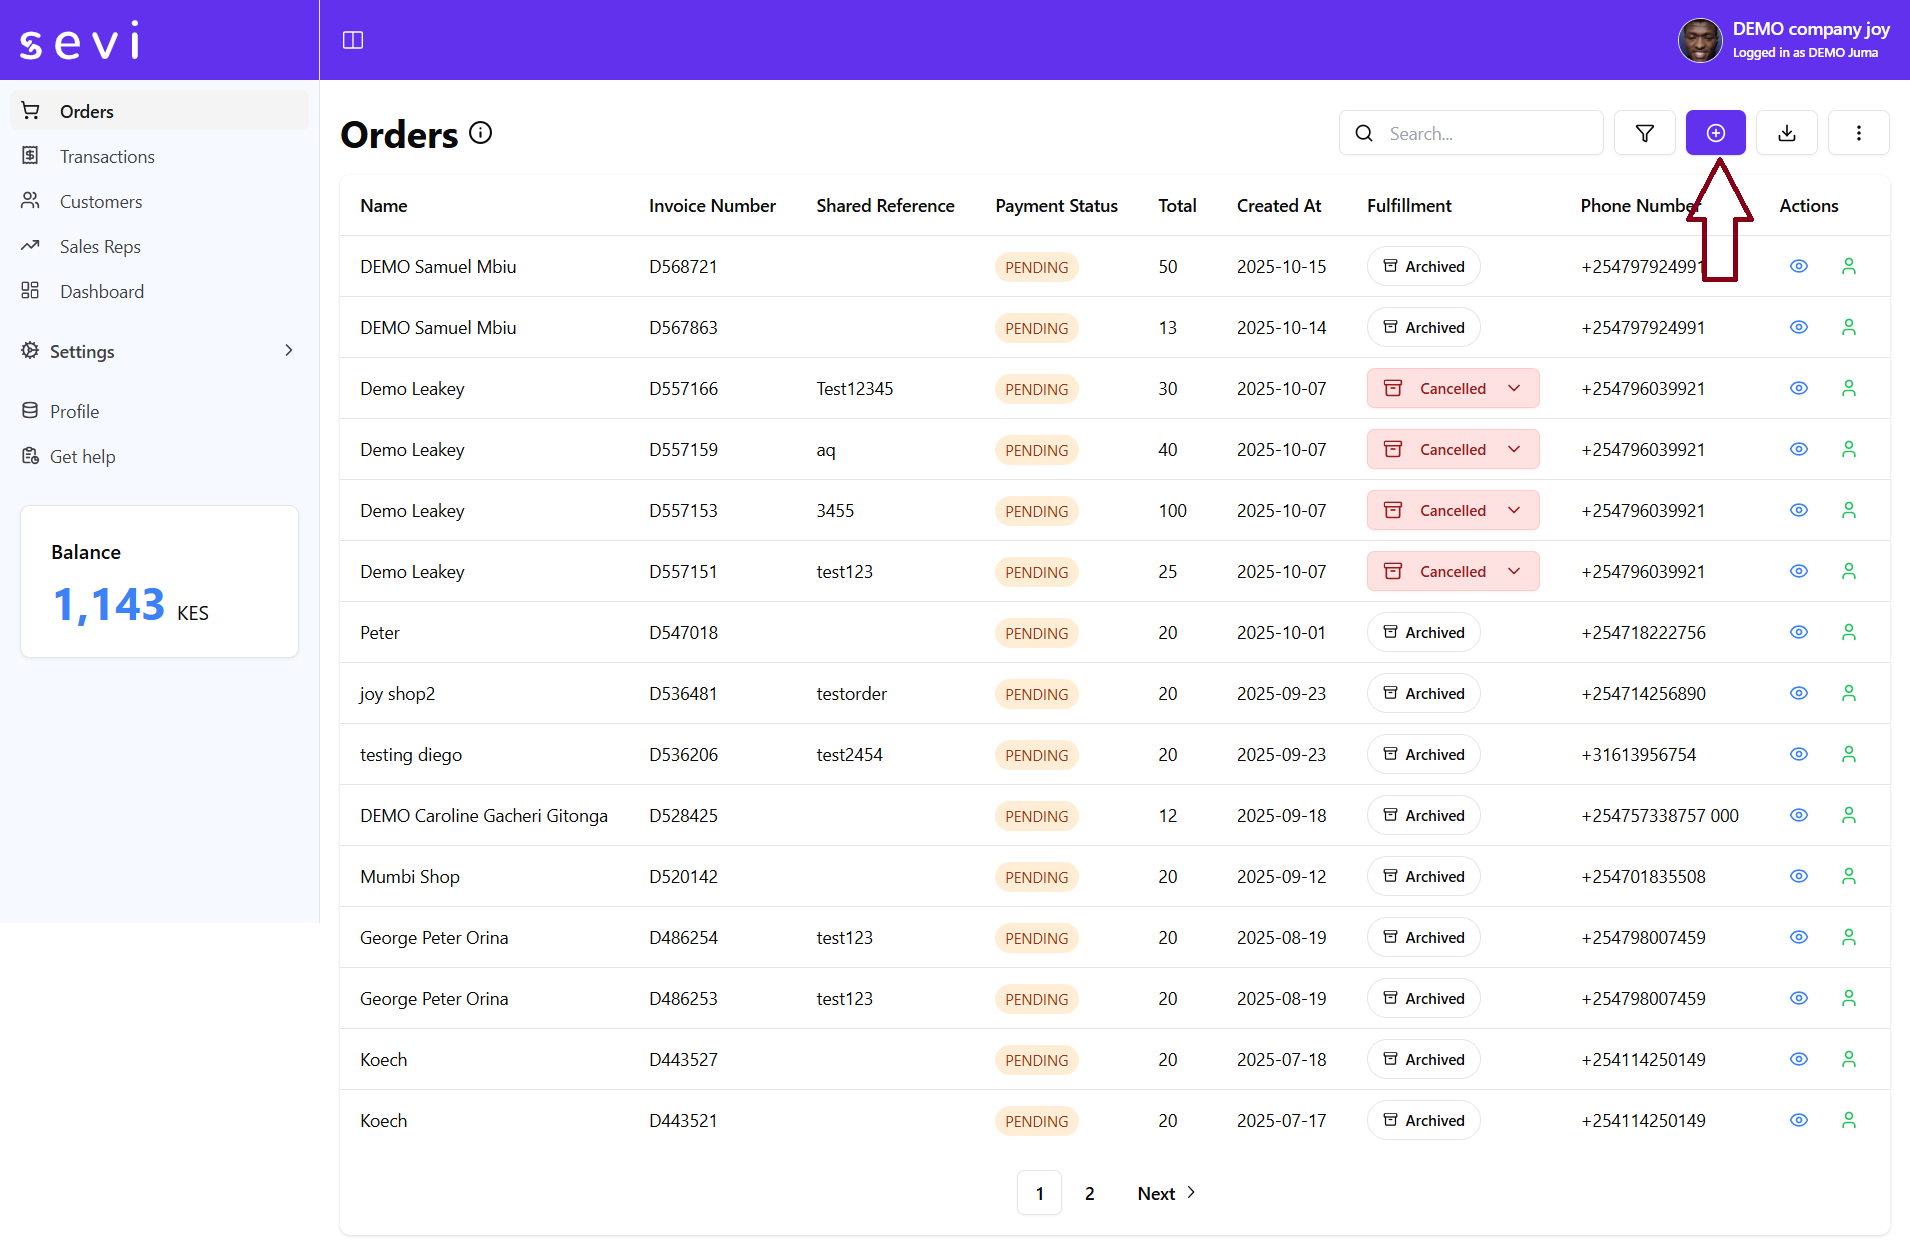 sevi
DEMO company joy
Logged in as DEMO Juma
Orders
Transactions
Customers
Sales Reps
Dashboard
Settings
Profile
Get help
Balance
1,143 KES
Orders
Search...
Name Invoice Number Shared Reference Payment Status Total Created At Fulfillment Phone Number Actions
DEMO Samuel Mbiu D568721 PENDING 50 2025-10-15 Archived +254797924991
DEMO Samuel Mbiu D567863 PENDING 13 2025-10-14 Archived +254797924991
Demo Leakey D557166 Test12345 PENDING 30 2025-10-07 Cancelled +254796039921
Demo Leakey D557159 aq PENDING 40 2025-10-07 Cancelled +254796039921
Demo Leakey D557153 3455 PENDING 100 2025-10-07 Cancelled +254796039921
Demo Leakey D557151 test123 PENDING 25 2025-10-07 Cancelled +254796039921
Peter D547018 PENDING 20 2025-10-01 Archived +254718222756
joy shop2 D536481 testorder PENDING 20 2025-09-23 Archived +254714256890
testing diego D536206 test2454 PENDING 20 2025-09-23 Archived +31613956754
DEMO Caroline Gacheri Gitonga D528425 PENDING 12 2025-09-18 Archived +254757338757 000
Mumbi Shop D520142 PENDING 20 2025-09-12 Archived +254701835508
George Peter Orina D486254 test123 PENDING 20 2025-08-19 Archived +254798007459
George Peter Orina D486253 test123 PENDING 20 2025-08-19 Archived +254798007459
Koech D443527 PENDING 20 2025-07-18 Archived +254114250149
Koech D443521 PENDING 20 2025-07-17 Archived +254114250149
1 2 Next